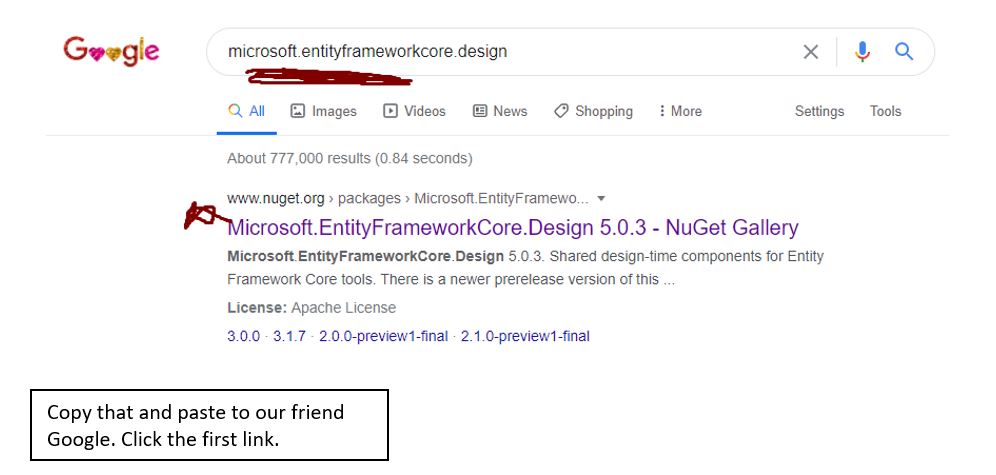 Google
microsoft.entityframeworkcore.design
All Images Videos News Shopping More Settings Tools
About 777,000 results (0.84 seconds)
www.nuget.org › packages › Microsoft.EntityFramewo...
Microsoft.EntityFrameworkCore.Design 5.0.3 - NuGet Gallery
Microsoft.EntityFrameworkCore.Design 5.0.3. Shared design-time components for Entity
Framework Core tools. There is a newer prerelease version of this ...
License: Apache License
3.0.0 · 3.1.7 · 2.0.0-preview1-final · 2.1.0-preview1-final
Copy that and paste to our friend
Google. Click the first link.